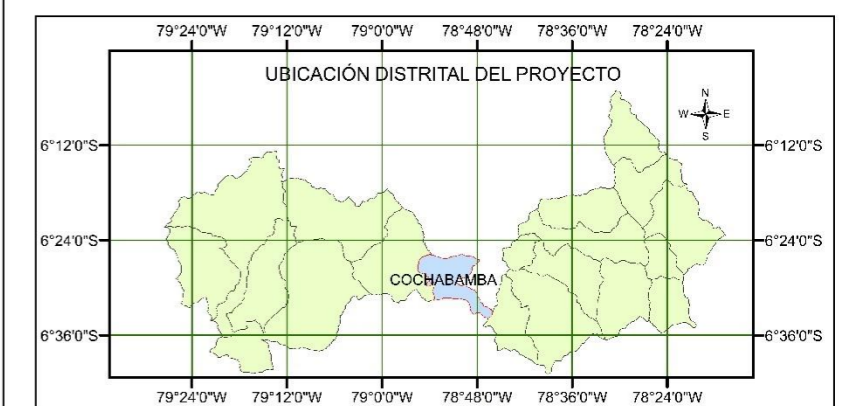 79°24'0"W 79°12'0"W 79°0'0"W 78°48'0"W 78°36'0"W 78°24'0"W
UBICACIÓN DISTRITAL DEL PROYECTO
N
W E
S
6°12'0"S 6°12'0"S
6°24'0"S 6°24'0"S
COCHABAMBA
6°36'0"S 6°36'0"S
79°24'0"W 79°12'0"W 79°0'0"W 78°48'0"W 78°36'0"W 78°24'0"W